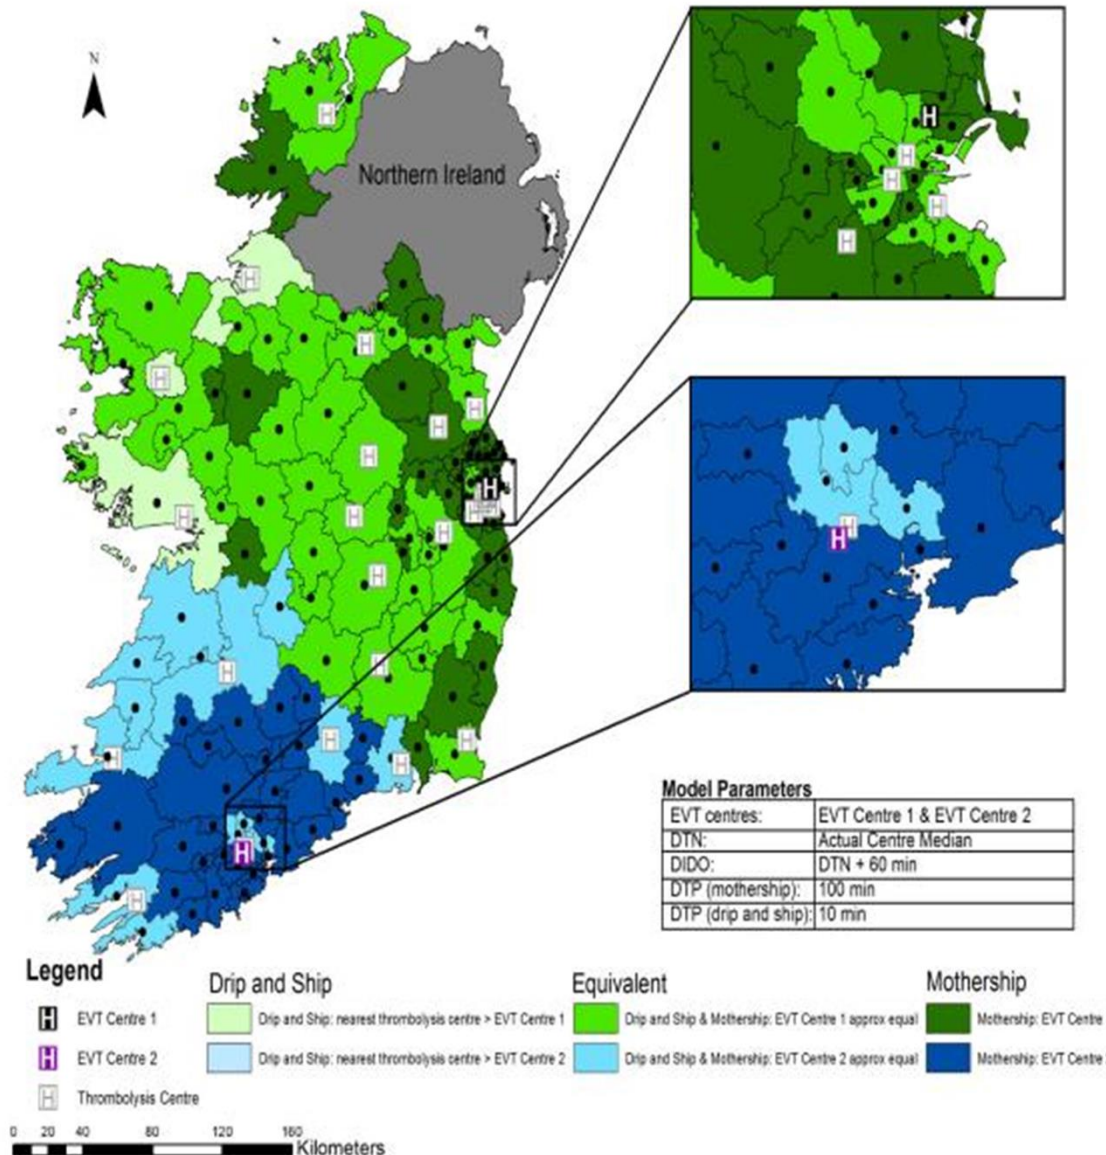 N
Northern Ireland
H
Model Parameters
EVT centres: EVT Centre 1 & EVT Centre 2
DTN: Actual Centre Median
DIDO: DTN + 60 min
DTP (mothership): 100 min
DTP (drip and ship): 10 min
Legend
H EVT Centre 1
H EVT Centre 2
H Thrombolysis Centre
Drip and Ship
Drip and Ship: nearest thrombolysis centre > EVT Centre 1
Drip and Ship: nearest thrombolysis centre > EVT Centre 2
Equivalent
Drip and Ship & Mothership: EVT Centre 1 approx equal
Drip and Ship & Mothership: EVT Centre 2 approx equal
Mothership
Mothership: EVT Centre
Mothership: EVT Centre
0 20 40 80 120 160
Kilometers